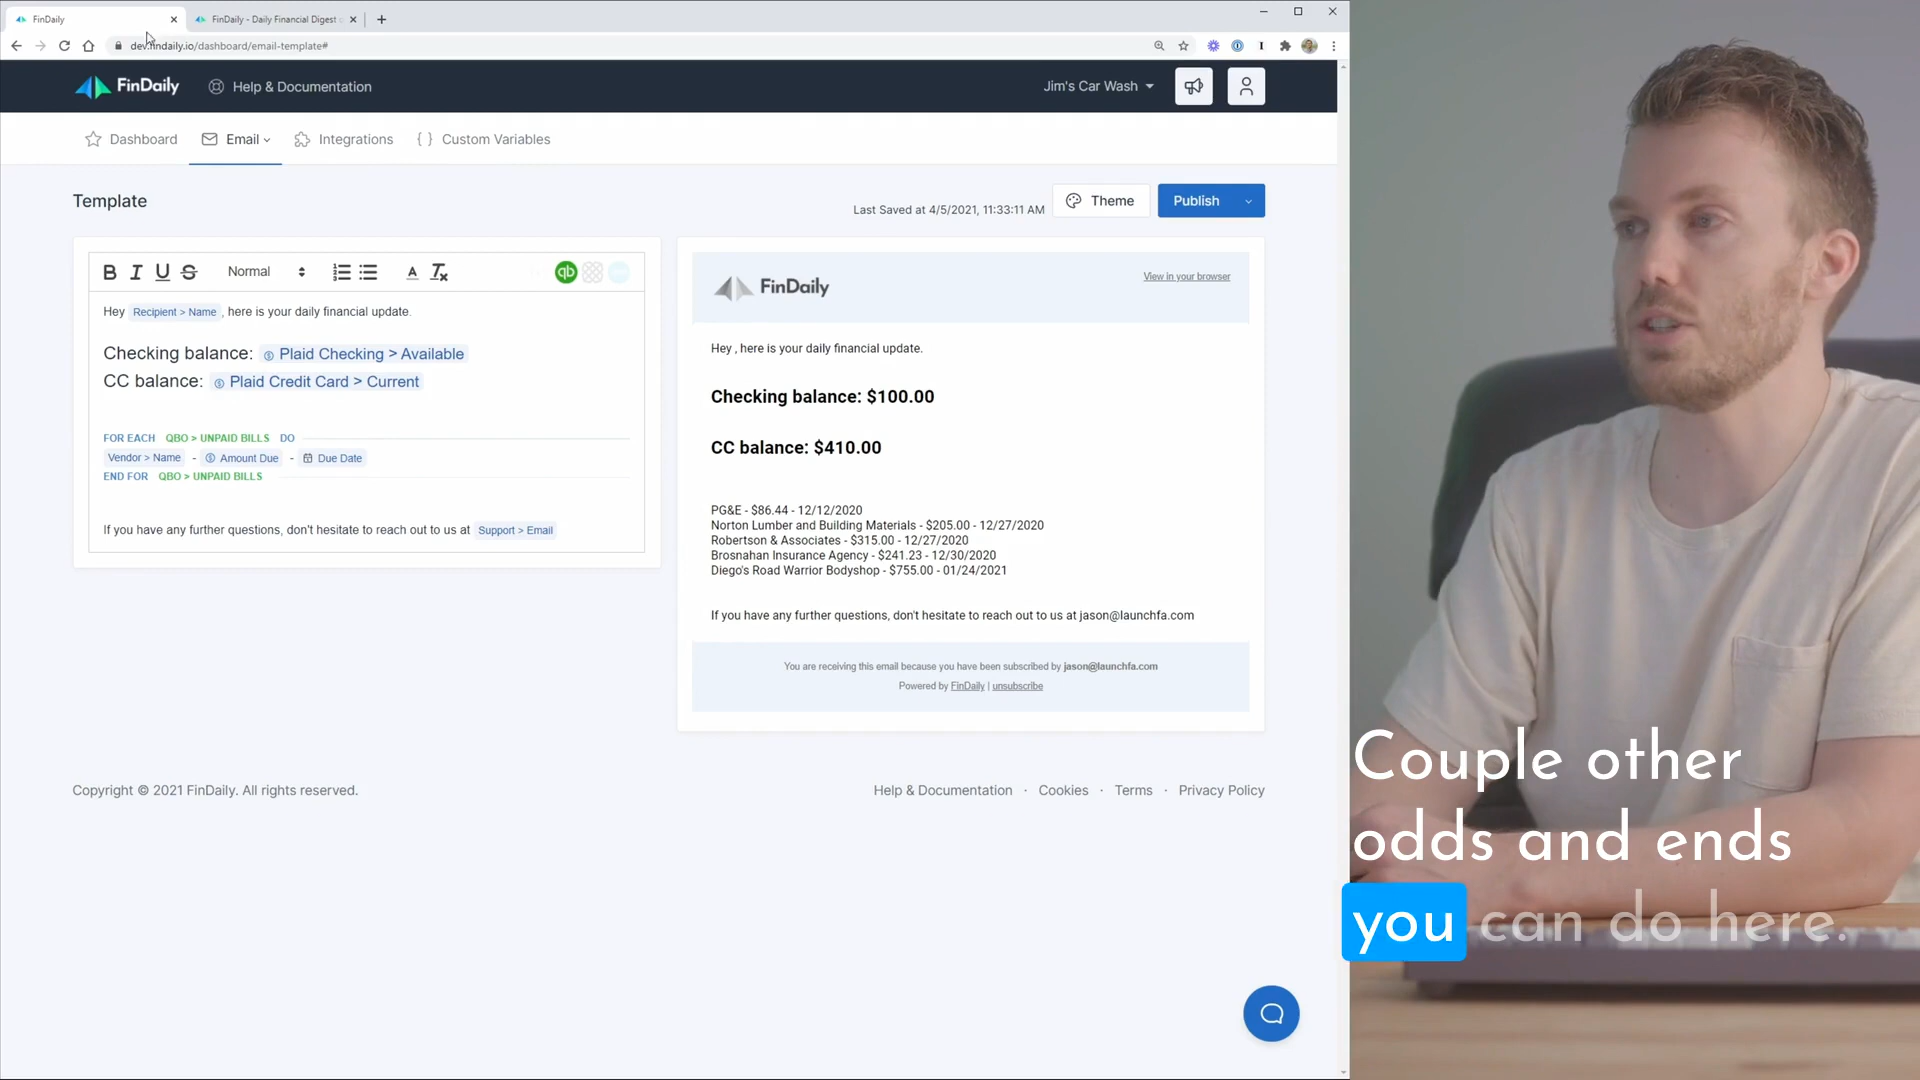 FinDaily
FinDaily - Daily Financial Digest
dev.findaily.io/dashboard/email-template#
FinDaily
Help & Documentation
Jim's Car Wash
Dashboard
Email
Integrations
{ } Custom Variables
Template
Last Saved at 4/5/2021, 11:33:11 AM
Theme
Publish
B I U S Normal
qb
Hey Recipient > Name , here is your daily financial update.
Checking balance: Plaid Checking > Available
CC balance: Plaid Credit Card > Current
FOR EACH QBO > UNPAID BILLS DO
Vendor > Name - Amount Due - Due Date
END FOR QBO > UNPAID BILLS
If you have any further questions, don't hesitate to reach out to us at Support > Email
FinDaily
View in your browser
Hey , here is your daily financial update.
Checking balance: $100.00
CC balance: $410.00
PG&E - $86.44 - 12/12/2020
Norton Lumber and Building Materials - $205.00 - 12/27/2020
Robertson & Associates - $315.00 - 12/27/2020
Brosnahan Insurance Agency - $241.23 - 12/30/2020
Diego's Road Warrior Bodyshop - $755.00 - 01/24/2021
If you have any further questions, don't hesitate to reach out to us at jason@launchfa.com
You are receiving this email because you have been subscribed by jason@launchfa.com
Powered by FinDaily | unsubscribe
Copyright © 2021 FinDaily. All rights reserved.
Help & Documentation · Cookies · Terms · Privacy Policy
Couple other
odds and ends
you can do here.